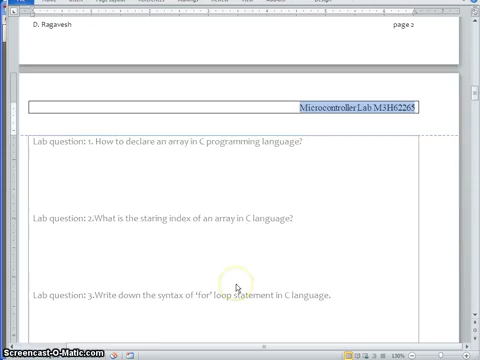 D. Ragavesh
page 2
Microcontroller Lab M3H62265
Lab question: 1. How to declare an array in C programming language?
Lab question: 2.What is the staring index of an array in C language?
Lab question: 3.Write down the syntax of ‘for’ loop statement in C language.
130%
Screencast-O-Matic.com